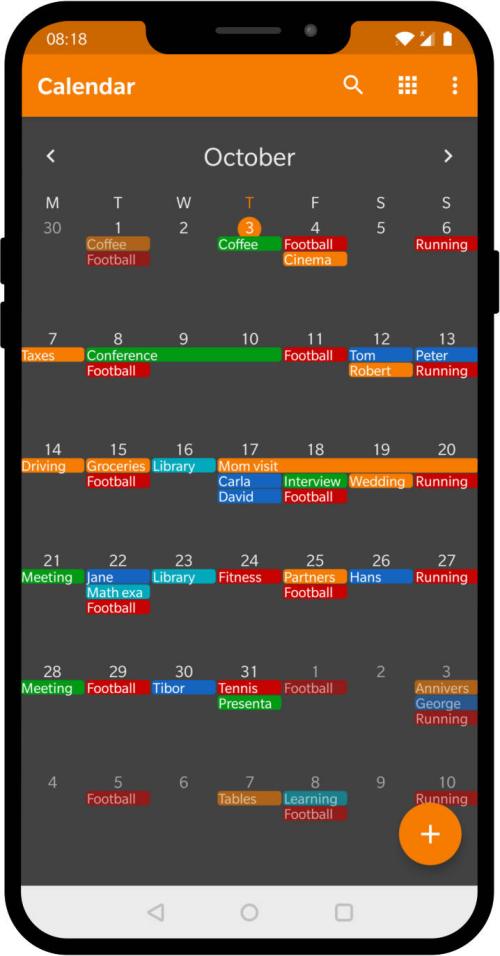 08:18
Calendar
October
M T W T F S S
30 1 2 3 4 5 6
Coffee Coffee Football Running
Football Cinema
7 8 9 10 11 12 13
Taxes Conference Football Tom Peter
Football Robert Running
14 15 16 17 18 19 20
Driving Groceries Library Mom visit
Football Carla Interview Wedding Running
David Football
21 22 23 24 25 26 27
Meeting Jane Library Fitness Partners Hans Running
Math exa Football
Football
28 29 30 31 1 2 3
Meeting Football Tibor Tennis Football Annivers
Presenta George
Running
4 5 6 7 8 9 10
Football Tables Learning Running
Football
+